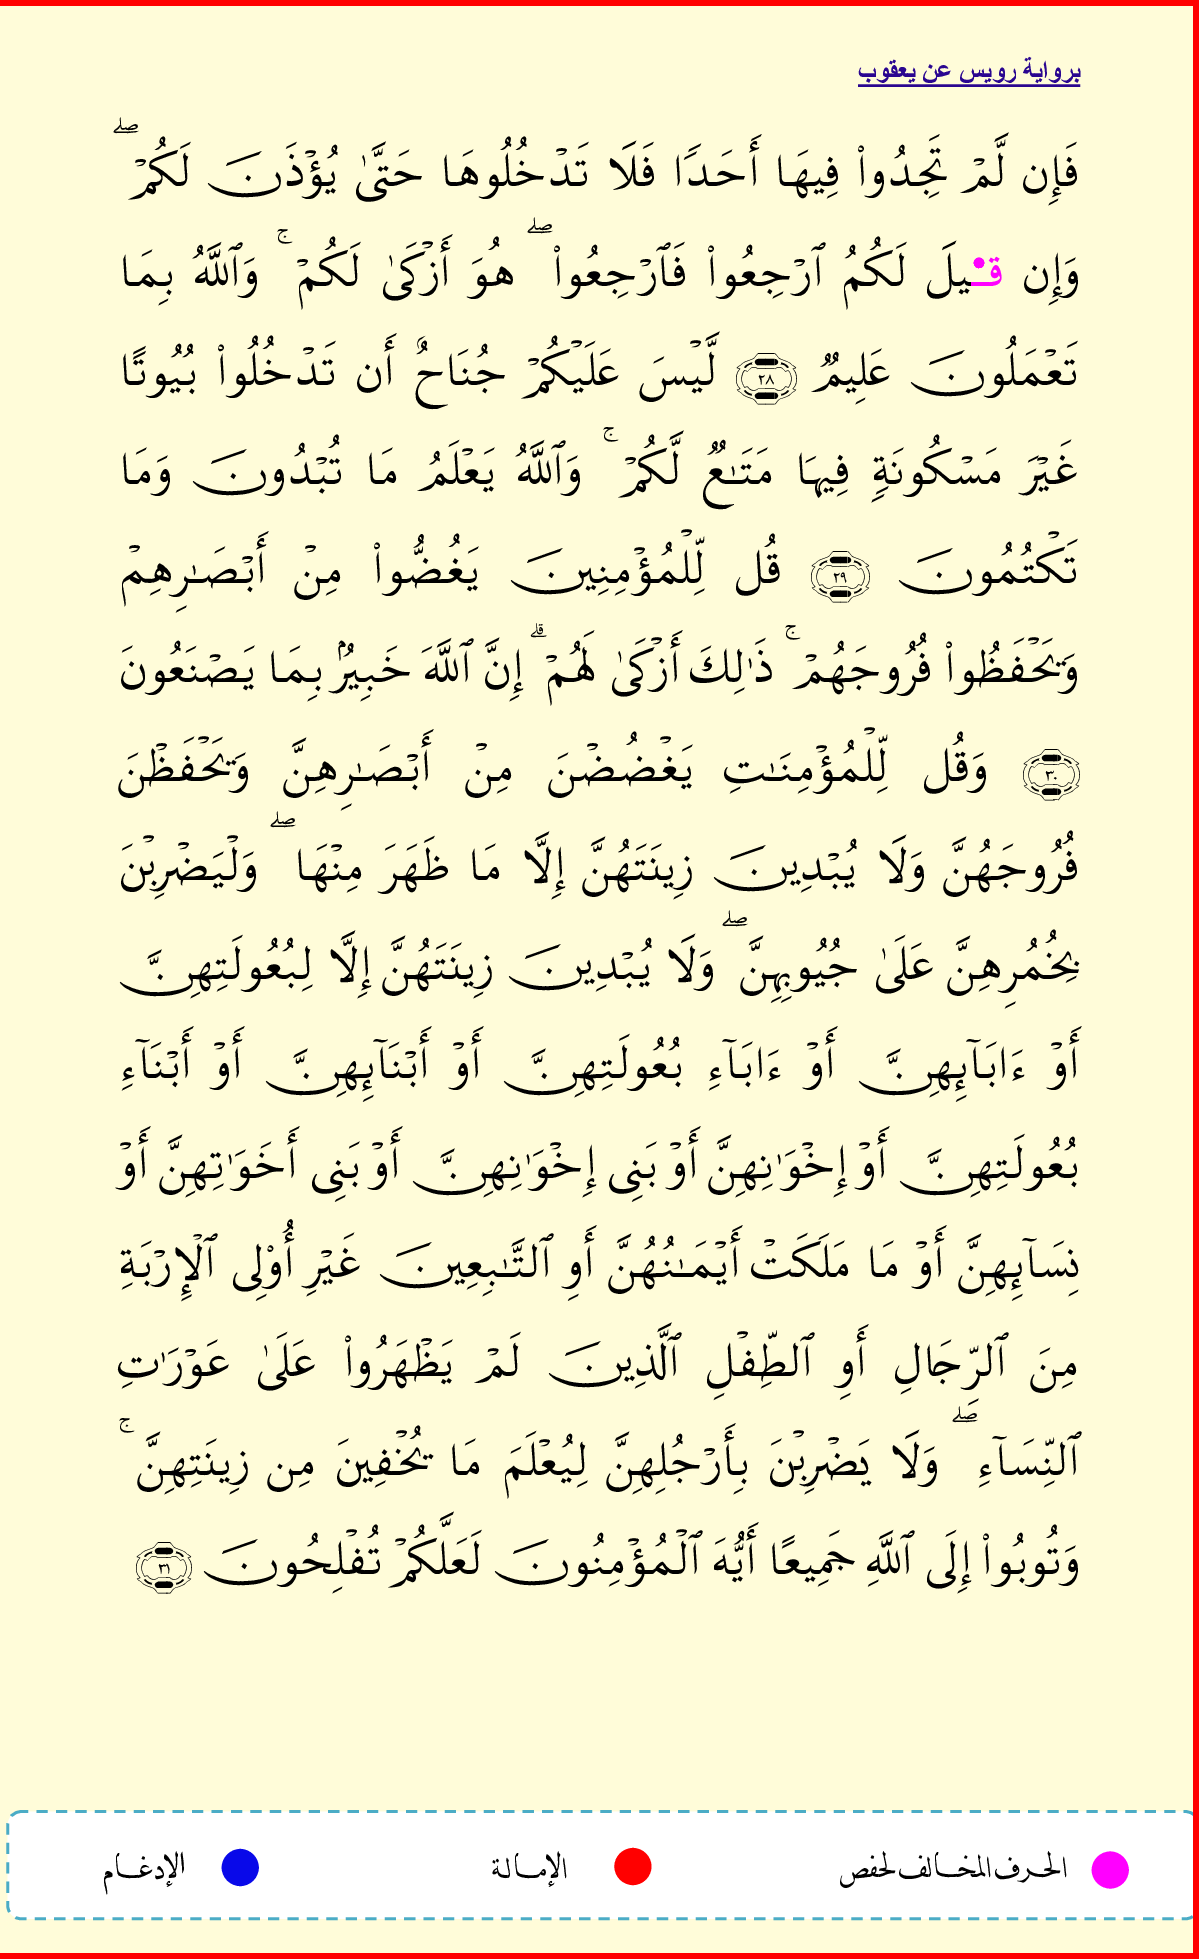 برواية رويس عن يعقوب
فَإِن لَّمۡ تَجِدُواْ فِيهَا أَحَدٗا فَلَا تَدۡخُلُوهَا حَتَّىٰ يُؤۡذَنَ لَكُمۡۖ
وَإِن قِيلَ لَكُمُ ٱرۡجِعُواْ فَٱرۡجِعُواْۖ هُوَ أَزۡكَىٰ لَكُمۡۚ وَٱللَّهُ بِمَا
تَعۡمَلُونَ عَلِيمٞ ٢٨ لَّيۡسَ عَلَيۡكُمۡ جُنَاحٌ أَن تَدۡخُلُواْ بُيُوتًا
غَيۡرَ مَسۡكُونَةٖ فِيهَا مَتَٰعٞ لَّكُمۡۚ وَٱللَّهُ يَعۡلَمُ مَا تُبۡدُونَ وَمَا
تَكۡتُمُونَ ٢٩ قُل لِّلۡمُؤۡمِنِينَ يَغُضُّواْ مِنۡ أَبۡصَٰرِهِمۡ
وَيَحۡفَظُواْ فُرُوجَهُمۡۚ ذَٰلِكَ أَزۡكَىٰ لَهُمۡۗ إِنَّ ٱللَّهَ خَبِيرُۢ بِمَا يَصۡنَعُونَ
٣٠ وَقُل لِّلۡمُؤۡمِنَٰتِ يَغۡضُضۡنَ مِنۡ أَبۡصَٰرِهِنَّ وَيَحۡفَظۡنَ
فُرُوجَهُنَّ وَلَا يُبۡدِينَ زِينَتَهُنَّ إِلَّا مَا ظَهَرَ مِنۡهَاۖ وَلۡيَضۡرِبۡنَ
بِخُمُرِهِنَّ عَلَىٰ جُيُوبِهِنَّۖ وَلَا يُبۡدِينَ زِينَتَهُنَّ إِلَّا لِبُعُولَتِهِنَّ
أَوۡ ءَابَآئِهِنَّ أَوۡ ءَابَآءِ بُعُولَتِهِنَّ أَوۡ أَبۡنَآئِهِنَّ أَوۡ أَبۡنَآءِ
بُعُولَتِهِنَّ أَوۡ إِخۡوَٰنِهِنَّ أَوۡ بَنِي إِخۡوَٰنِهِنَّ أَوۡ بَنِي أَخَوَٰتِهِنَّ أَوۡ
نِسَآئِهِنَّ أَوۡ مَا مَلَكَتۡ أَيۡمَٰنُهُنَّ أَوِ ٱلتَّٰبِعِينَ غَيۡرِ أُوْلِي ٱلۡإِرۡبَةِ
مِنَ ٱلرِّجَالِ أَوِ ٱلطِّفۡلِ ٱلَّذِينَ لَمۡ يَظۡهَرُواْ عَلَىٰ عَوۡرَٰتِ
ٱلنِّسَآءِۖ وَلَا يَضۡرِبۡنَ بِأَرۡجُلِهِنَّ لِيُعۡلَمَ مَا يُخۡفِينَ مِن زِينَتِهِنَّۚ
وَتُوبُواْ إِلَى ٱللَّهِ جَمِيعًا أَيُّهَ ٱلۡمُؤۡمِنُونَ لَعَلَّكُمۡ تُفۡلِحُونَ ٣١
الحرف المخالف لحفص الإمالة الإدغام